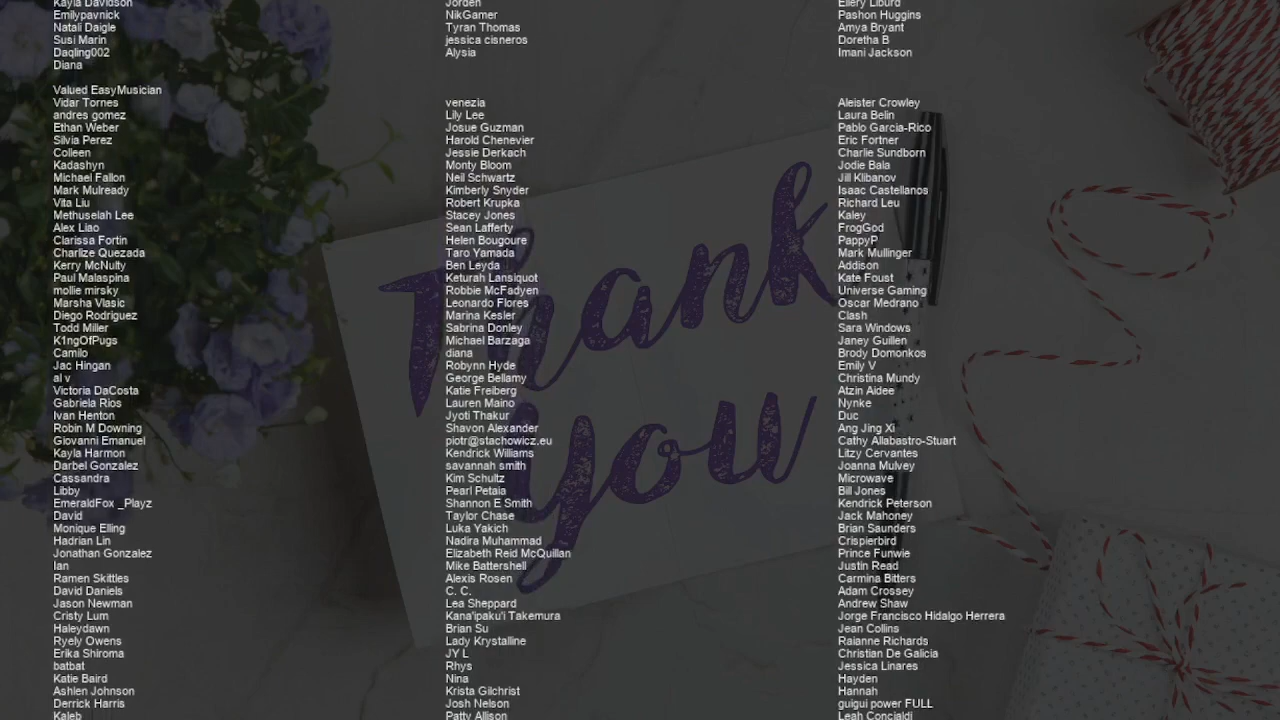 Kayla Davidson
Emilypavnick
Natali Daigle
Susi Marin
Daqling002
Diana
Jorden
NikGamer
Tyran Thomas
jessica cisneros
Alysia
Ellery Liburd
Pashon Huggins
Amya Bryant
Doretha B
Imani Jackson
Valued EasyMusician
Vidar Tornes
andres gomez
Ethan Weber
Silvia Perez
Colleen
Kadashyn
Michael Fallon
Mark Mulready
Vita Liu
Methuselah Lee
Alex Liao
Clarissa Fortin
Charlize Quezada
Kerry McNulty
Paul Malaspina
mollie mirsky
Marsha Vlasic
Diego Rodriguez
Todd Miller
K1ngOfPugs
Camilo
Jac Hingan
al v
Victoria DaCosta
Gabriela Rios
Ivan Henton
Robin M Downing
Giovanni Emanuel
Kayla Harmon
Darbel Gonzalez
Cassandra
Libby
EmeraldFox _Playz
David
Monique Elling
Hadrian Lin
Jonathan Gonzalez
Ian
Ramen Skittles
David Daniels
Jason Newman
Cristy Lum
Haleydawn
Ryely Owens
Erika Shiroma
batbat
Katie Baird
Ashlen Johnson
Derrick Harris
Kaleb
venezia
Lily Lee
Josue Guzman
Harold Chenevier
Jessie Derkach
Monty Bloom
Neil Schwartz
Kimberly Snyder
Robert Krupka
Stacey Jones
Sean Lafferty
Helen Bougoure
Taro Yamada
Ben Leyda
Keturah Lansiquot
Robbie McFadyen
Leonardo Flores
Marina Kesler
Sabrina Donley
Michael Barzaga
diana
Robynn Hyde
George Bellamy
Katie Freiberg
Lauren Maino
Jyoti Thakur
Shavon Alexander
piotr@stachowicz.eu
Kendrick Williams
savannah smith
Kim Schultz
Pearl Petaia
Shannon E Smith
Taylor Chase
Luka Yakich
Nadira Muhammad
Elizabeth Reid McQuillan
Mike Battershell
Alexis Rosen
C. C.
Lea Sheppard
Kana'ipaku'i Takemura
Brian Su
Lady Krystalline
JY L
Rhys
Nina
Krista Gilchrist
Josh Nelson
Patty Allison
Aleister Crowley
Laura Belin
Pablo Garcia-Rico
Eric Fortner
Charlie Sundborn
Jodie Bala
Jill Klibanov
Isaac Castellanos
Richard Leu
Kaley
FrogGod
PappyP
Mark Mullinger
Addison
Kate Foust
Universe Gaming
Oscar Medrano
Clash
Sara Windows
Janey Guillen
Brody Domonkos
Emily V
Christina Mundy
Atzin Aidee
Nynke
Duc
Ang Jing Xi
Cathy Allabastro-Stuart
Litzy Cervantes
Joanna Mulvey
Microwave
Bill Jones
Kendrick Peterson
Jack Mahoney
Brian Saunders
Crispierbird
Prince Funwie
Justin Read
Carmina Bitters
Adam Crossey
Andrew Shaw
Jorge Francisco Hidalgo Herrera
Jean Collins
Raianne Richards
Christian De Galicia
Jessica Linares
Hayden
Hannah
guigui power FULL
Leah Concialdi
Thank
you